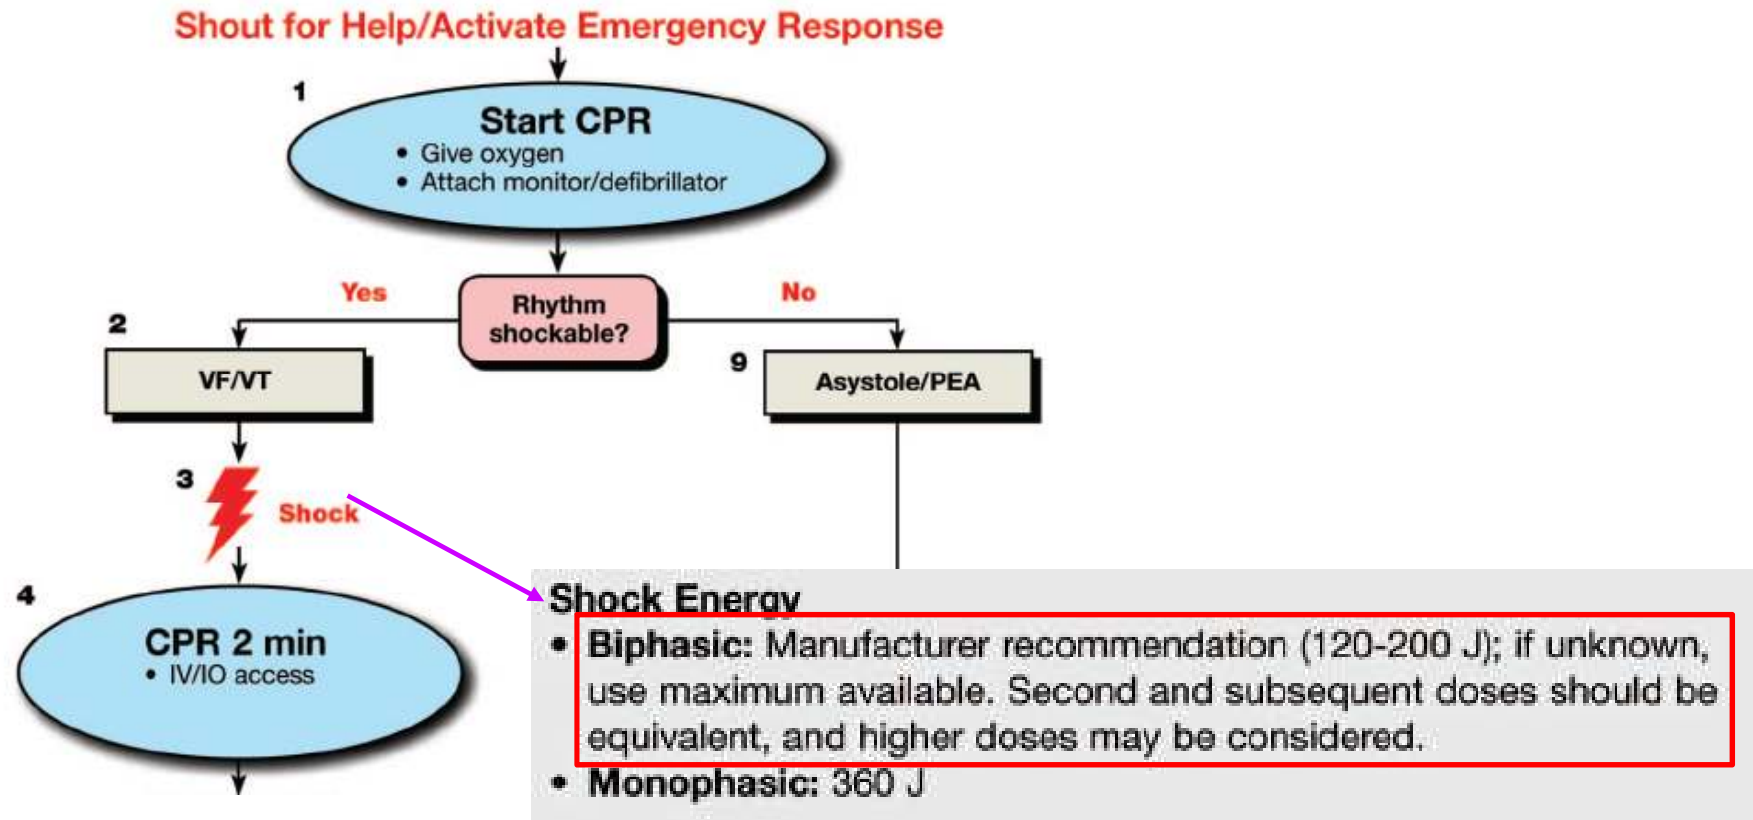 Shout for Help/Activate Emergency Response
1
Start CPR
• Give oxygen
• Attach monitor/defibrillator
Yes
Rhythm
shockable?
No
2
VF/VT
9
Asystole/PEA
3
Shock
4
CPR 2 min
• IV/IO access
Shock Energy
• Biphasic: Manufacturer recommendation (120-200 J); if unknown,
use maximum available. Second and subsequent doses should be
equivalent, and higher doses may be considered.
• Monophasic: 360 J